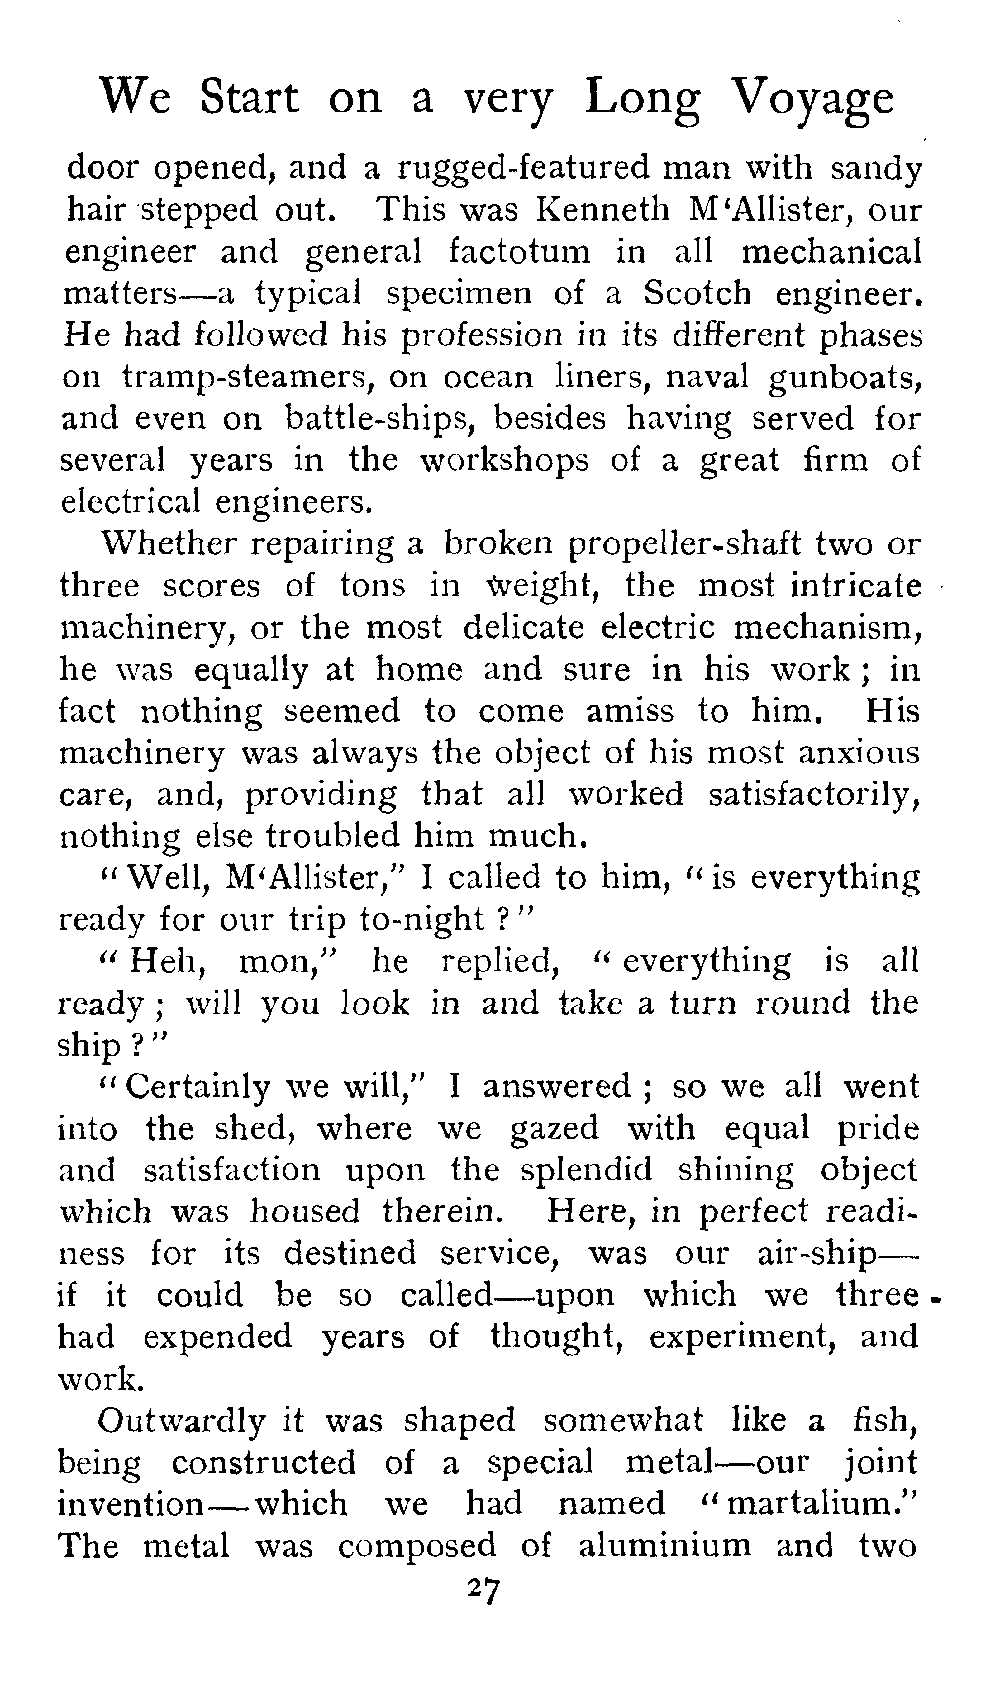 We Start on a very Long Voyage
door opened, and a rugged-featured man with sandy
hair stepped out. This was Kenneth M‘Allister, our
engineer and general factotum in all mechanical
matters—a typical specimen of a Scotch engineer.
He had followed his profession in its different phases
on tramp-steamers, on ocean liners, naval gunboats,
and even on battle-ships, besides having served for
several years in the workshops of a great firm of
electrical engineers.
Whether repairing a broken propeller-shaft two or
three scores of tons in weight, the most intricate
machinery, or the most delicate electric mechanism,
he was equally at home and sure in his work ; in
fact nothing seemed to come amiss to him. His
machinery was always the object of his most anxious
care, and, providing that all worked satisfactorily,
nothing else troubled him much.
“ Well, M‘Allister,” I called to him, “ is everything
ready for our trip to-night ? ”
“ Heh, mon,” he replied, “ everything is all
ready ; will you look in and take a turn round the
ship ? ”
“ Certainly we will,” I answered ; so we all went
into the shed, where we gazed with equal pride
and satisfaction upon the splendid shining object
which was housed therein. Here, in perfect readi-
ness for its destined service, was our air-ship—
if it could be so called—upon which we three
had expended years of thought, experiment, and
work.
Outwardly it was shaped somewhat like a fish,
being constructed of a special metal—our joint
invention—which we had named “ martalium.”
The metal was composed of aluminium and two
27